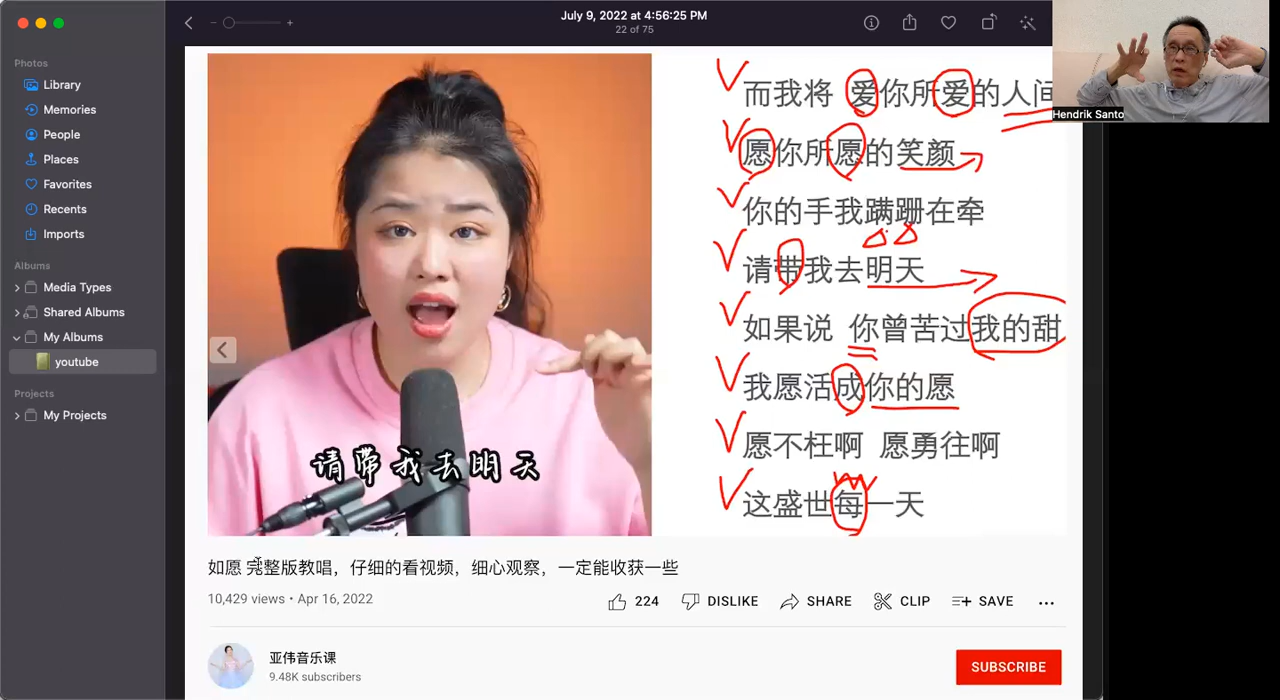 July 9, 2022 at 4:56:25 PM
22 of 75
Photos
Library
Memories
People
Places
Favorites
Recents
Imports
Albums
Media Types
Shared Albums
My Albums
youtube
Projects
My Projects
Hendrik Santo
请带我去明天
而我将 爱你所爱的人间
愿你所愿的笑颜
你的手我蹒跚在牵
请带我去明天
如果说 你曾苦过我的甜
我愿活成你的愿
愿不枉啊 愿勇往啊
这盛世每一天
如愿 完整版教唱，仔细的看视频，细心观察，一定能收获一些
10,429 views • Apr 16, 2022
224
DISLIKE
SHARE
CLIP
SAVE
亚伟音乐课
9.48K subscribers
SUBSCRIBE